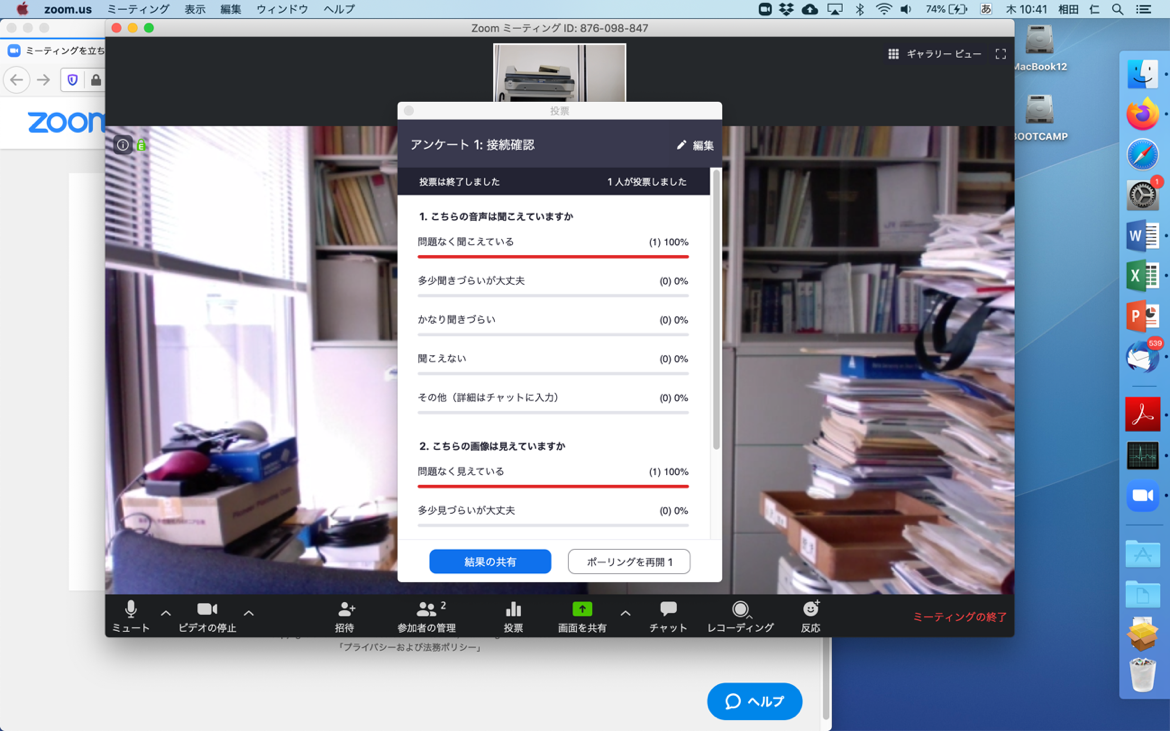 zoom.us ミーティング 表示 編集 ウィンドウ ヘルプ 74% あ 木 10:41 相田 仁
Zoom ミーティング ID: 876-098-847
ミーティングを立ち
zoom
ギャラリー ビュー
MacBook12
BOOTCAMP
投票
アンケート 1: 接続確認 編集
投票は終了しました 1 人が投票しました
1. こちらの音声は聞こえていますか
問題なく聞こえている (1) 100%
多少聞きづらいが大丈夫 (0) 0%
かなり聞きづらい (0) 0%
聞こえない (0) 0%
その他（詳細はチャットに入力） (0) 0%
2. こちらの画像は見えていますか
問題なく見えている (1) 100%
多少見づらいが大丈夫 (0) 0%
結果の共有 ポーリングを再開 1
1
W
X
P
539
2
ミュート ビデオの停止 招待 参加者の管理 投票 画面を共有 チャット レコーディング 反応 ミーティングの終了
「プライバシーおよび法務ポリシー」
ヘルプ